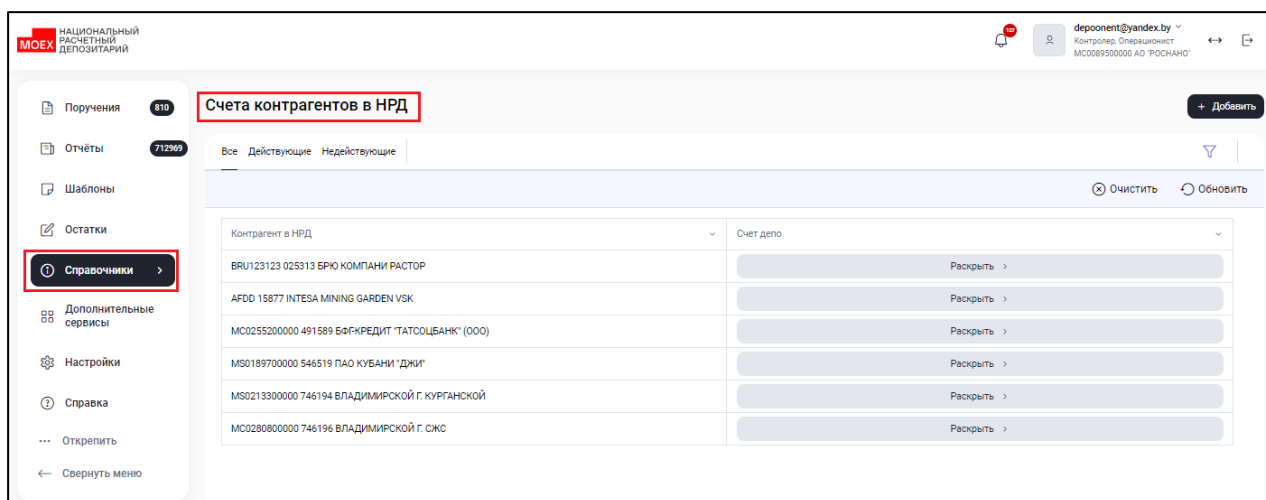 НАЦИОНАЛЬНЫЙ
MOEX РАСЧЕТНЫЙ
ДЕПОЗИТАРИЙ
127
depoonent@yandex.by
Контролер, Операционист
MC0089500000 АО "РОСНАНО"
Поручения 810
Отчёты 712969
Шаблоны
Остатки
Справочники
Дополнительные
сервисы
Настройки
Справка
Открепить
Свернуть меню
Счета контрагентов в НРД
+ Добавить
Все Действующие Недействующие
Очистить Обновить
Контрагент в НРД Счет депо
BRU123123 025313 БРЮ КОМПАНИ РАСТОР Раскрыть >
AFDD 15877 INTESA MINING GARDEN VSK Раскрыть >
MC0255200000 491589 БФГ-КРЕДИТ "ТАТСОЦБАНК" (ООО) Раскрыть >
MS0189700000 546519 ПАО КУБАНИ "ДЖИ" Раскрыть >
MS0213300000 746194 ВЛАДИМИРСКОЙ Г. КУРГАНСКОЙ Раскрыть >
MC0280800000 746196 ВЛАДИМИРСКОЙ Г. СЖС Раскрыть >